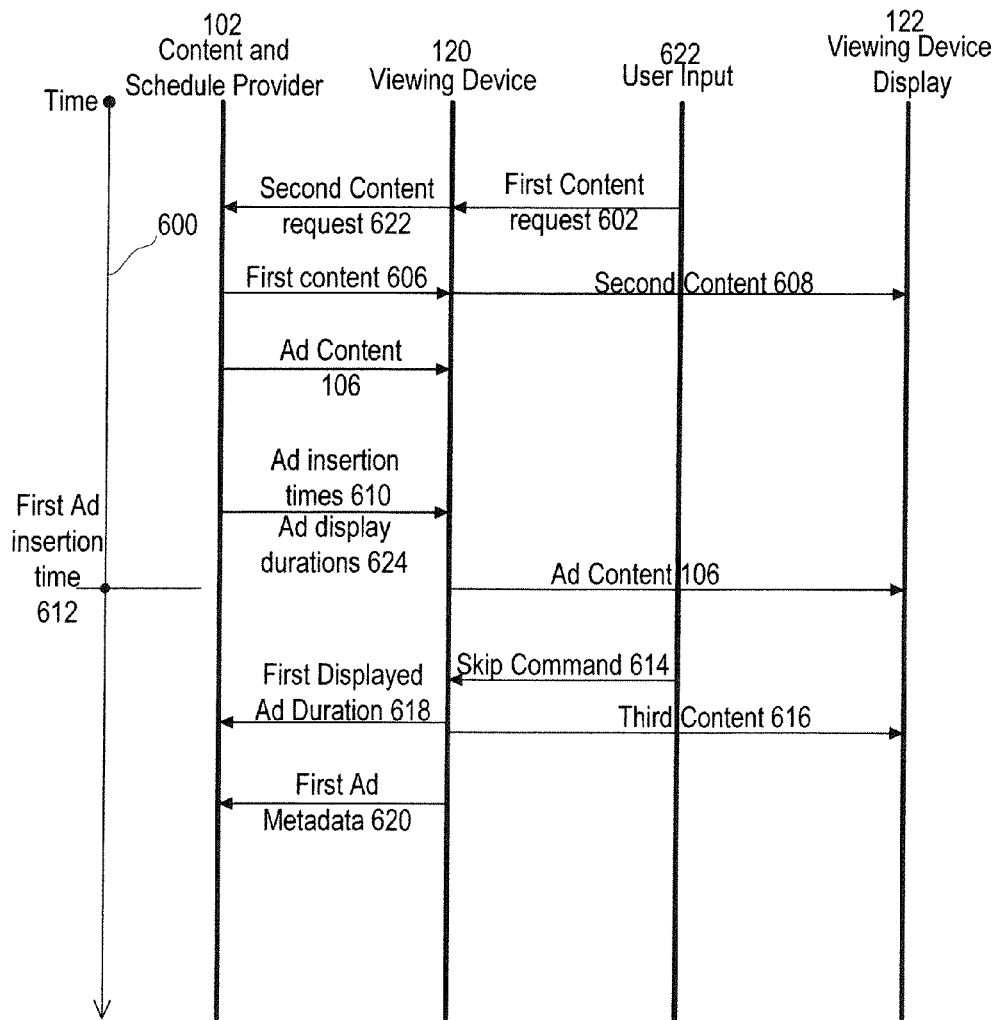 102
Content and
Schedule Provider
120
Viewing Device
622
User Input
122
Viewing Device
Display
Time
600
Second Content
request 622
First Content
request 602
First content 606
Second Content 608
Ad Content
106
Ad insertion
times 610
Ad display
durations 624
First Ad
insertion
time
612
Ad Content 106
Skip Command 614
First Displayed
Ad Duration 618
Third Content 616
First Ad
Metadata 620